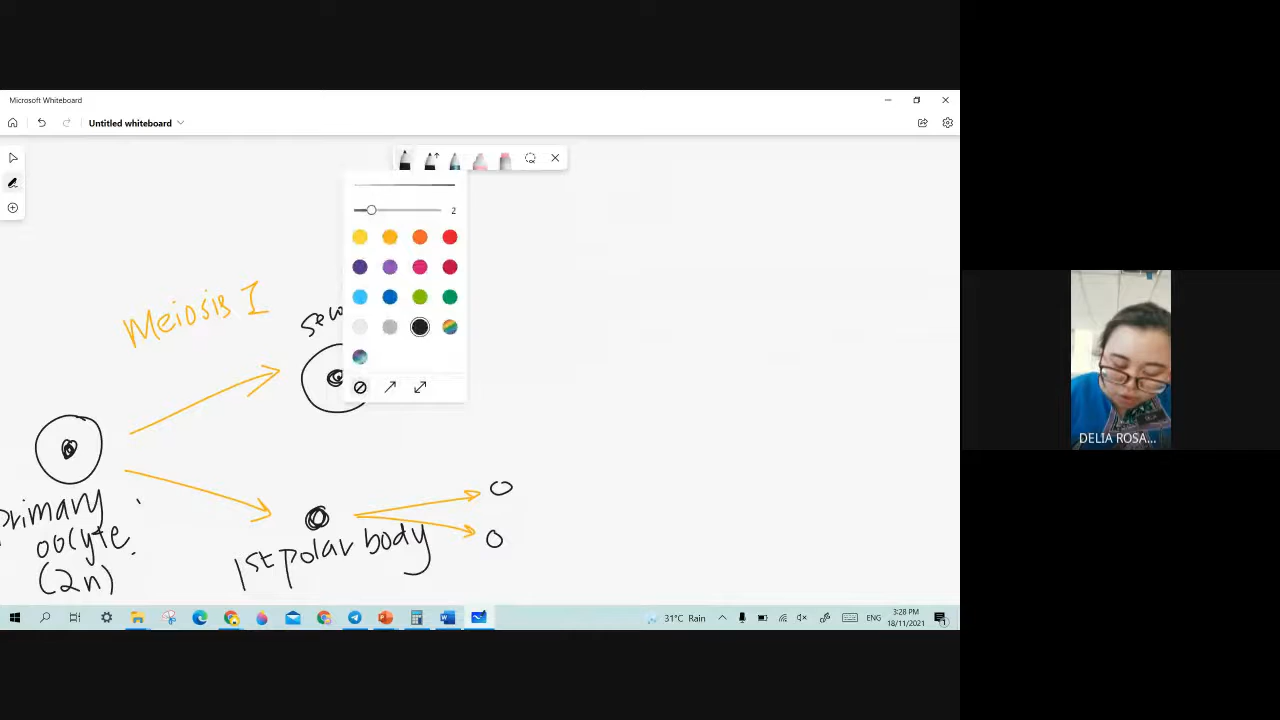 Microsoft Whiteboard
Untitled whiteboard
2
Meiosis I
primary
oocyte
(2n)
1st polar body
DELIA ROSA...
31°C Rain
ENG
3:28 PM
18/11/2021